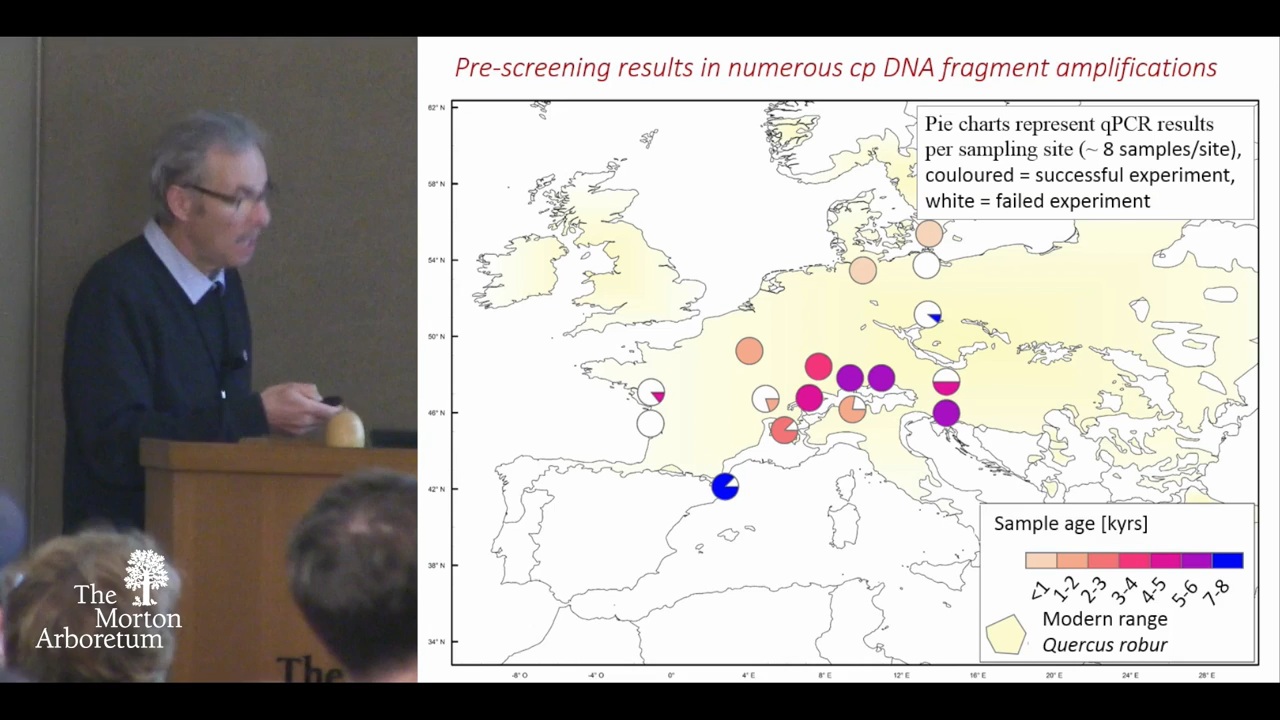 Pre-screening results in numerous cp DNA fragment amplifications
Pie charts represent qPCR results
per sampling site (~ 8 samples/site),
couloured = successful experiment,
white = failed experiment
62° N
58° N
54° N
50° N
46° N
42° N
38° N
34° N
-8° O
-4° O
0°
4° E
8° E
12° E
16° E
20° E
24° E
28° E
Sample age [kyrs]
<1
1-2
2-3
3-4
4-5
5-6
7-8
Modern range
Quercus robur
The
Morton
Arboretum
The